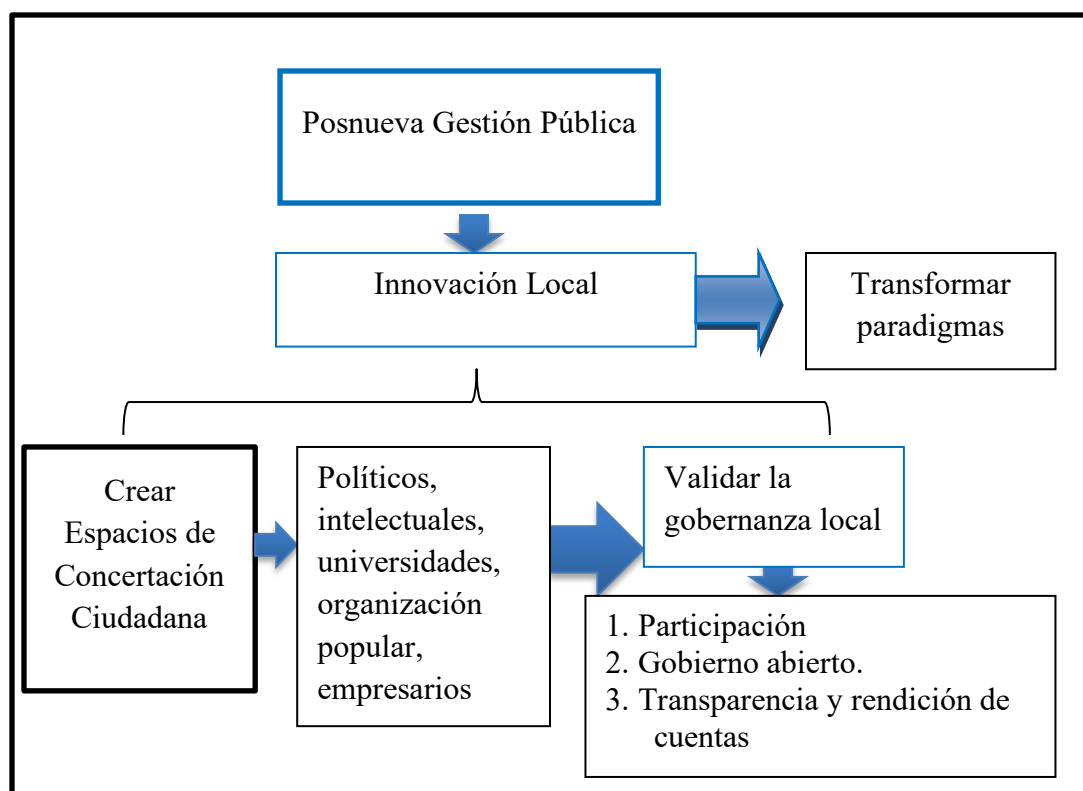 Posnueva Gestión Pública
Innovación Local
Transformar
paradigmas
Crear
Espacios de
Concertación
Ciudadana
Políticos,
intelectuales,
universidades,
organización
popular,
empresarios
Validar la
gobernanza local
1. Participación
2. Gobierno abierto.
3. Transparencia y rendición de
cuentas